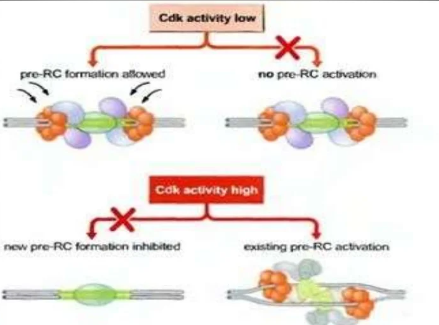 Cdk activity low
pre-RC formation allowed
no pre-RC activation
Cdk activity high
new pre-RC formation inhibited
existing pre-RC activation